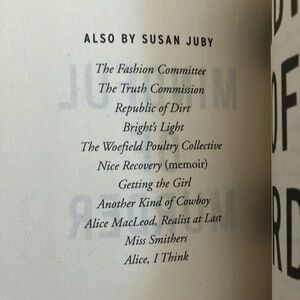 ALSO BY SUSAN JUBY
The Fashion Committee
The Truth Commission
Republic of Dirt
Bright's Light
The Woefield Poultry Collective
Nice Recovery (memoir)
Getting the Girl
Another Kind of Cowboy
Alice MacLeod, Realist at Last
Miss Smithers
Alice, I Think
OF